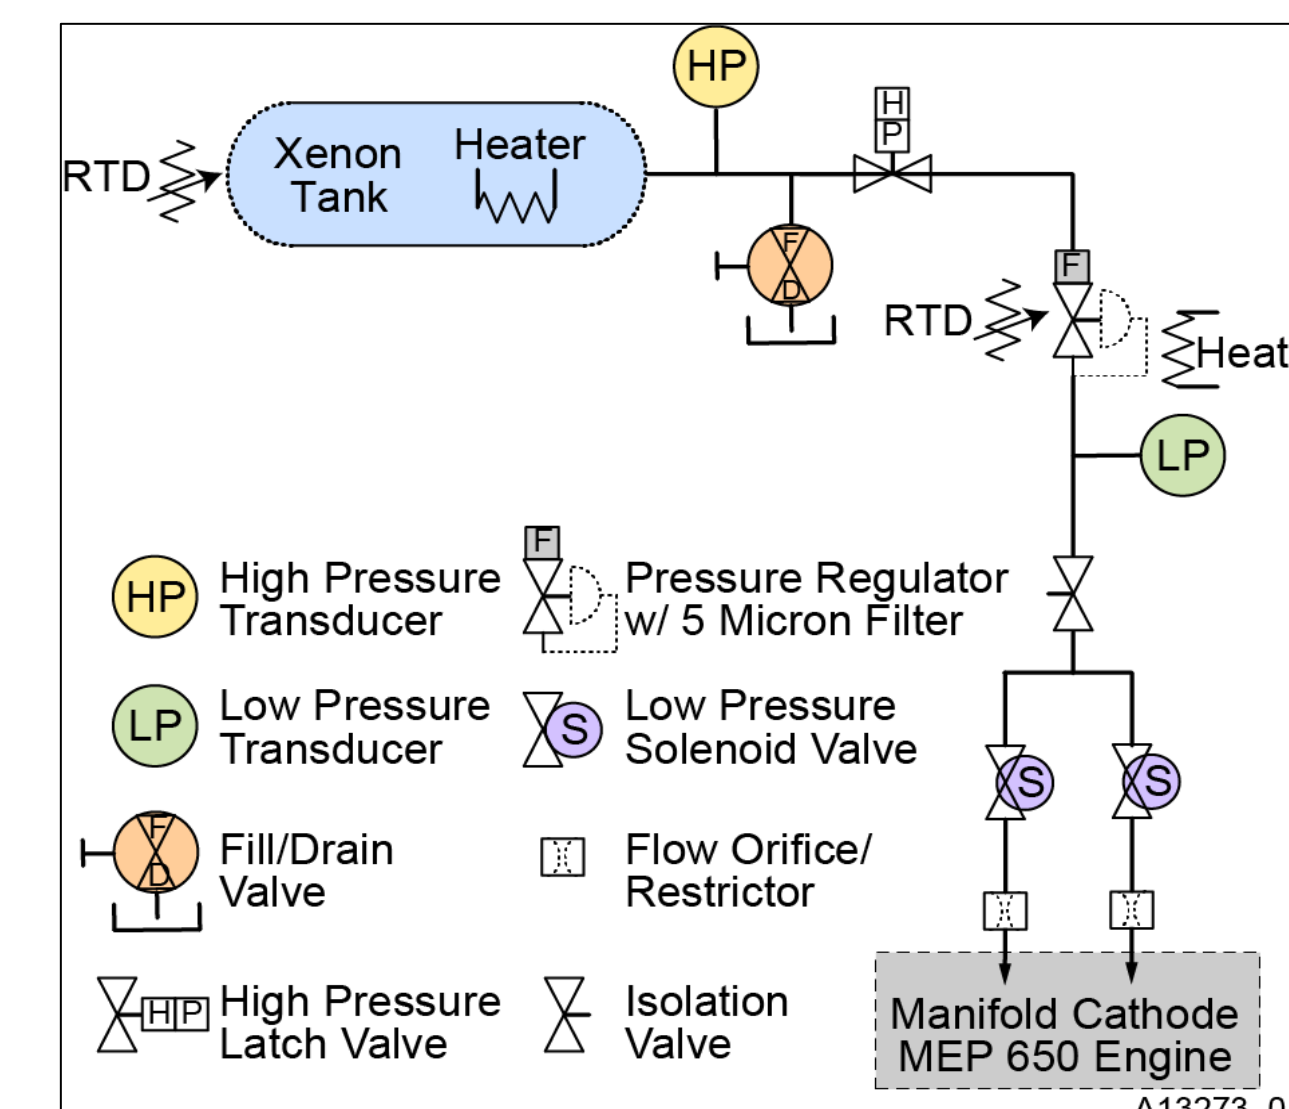 HP
H
P
RTD
Xenon
Tank
Heater
F
D
F
RTD
Heat
LP
HP
High Pressure
Transducer
F
Pressure Regulator
w/ 5 Micron Filter
LP
Low Pressure
Transducer
S
Low Pressure
Solenoid Valve
S
S
F
D
Fill/Drain
Valve
Flow Orifice/
Restrictor
HP
High Pressure
Latch Valve
Isolation
Valve
Manifold Cathode
MEP 650 Engine